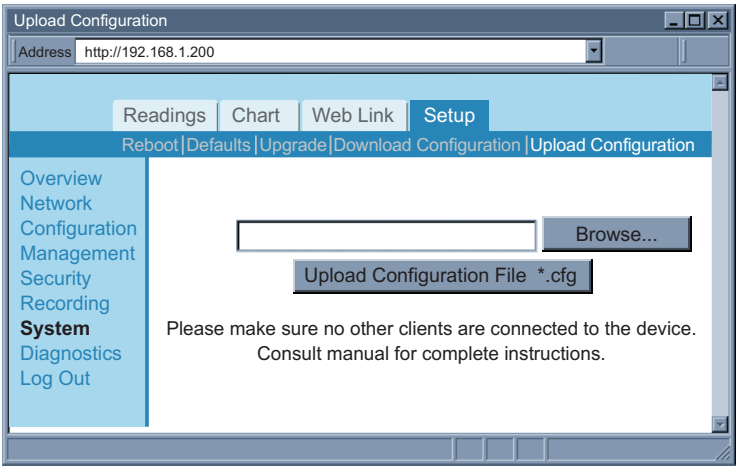 Upload Configuration
Address http://192.168.1.200
Readings Chart Web Link Setup
Reboot|Defaults|Upgrade|Download Configuration|Upload Configuration
Overview
Network
Configuration
Management
Security
Recording
System
Diagnostics
Log Out
Browse...
Upload Configuration File *.cfg
Please make sure no other clients are connected to the device.
Consult manual for complete instructions.